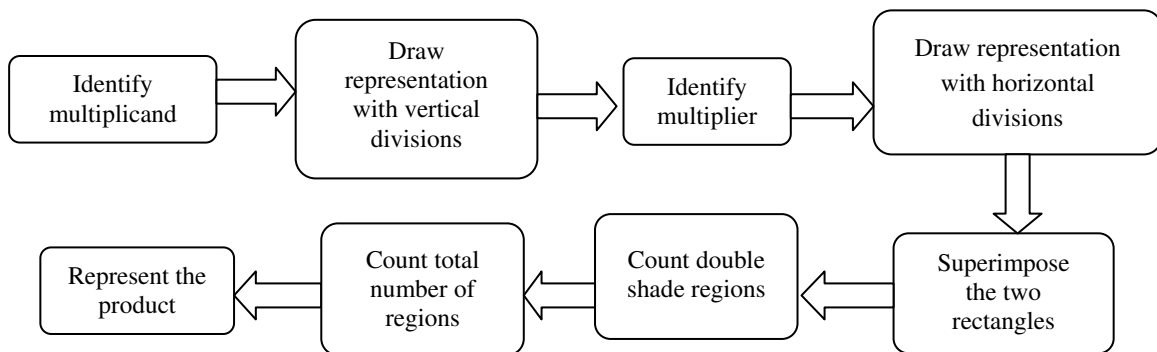 Identify
multiplicand
Draw
representation
with vertical
divisions
Identify
multiplier
Draw representation
with horizontal
divisions
Superimpose
the two
rectangles
Count double
shade regions
Count total
number of
regions
Represent the
product